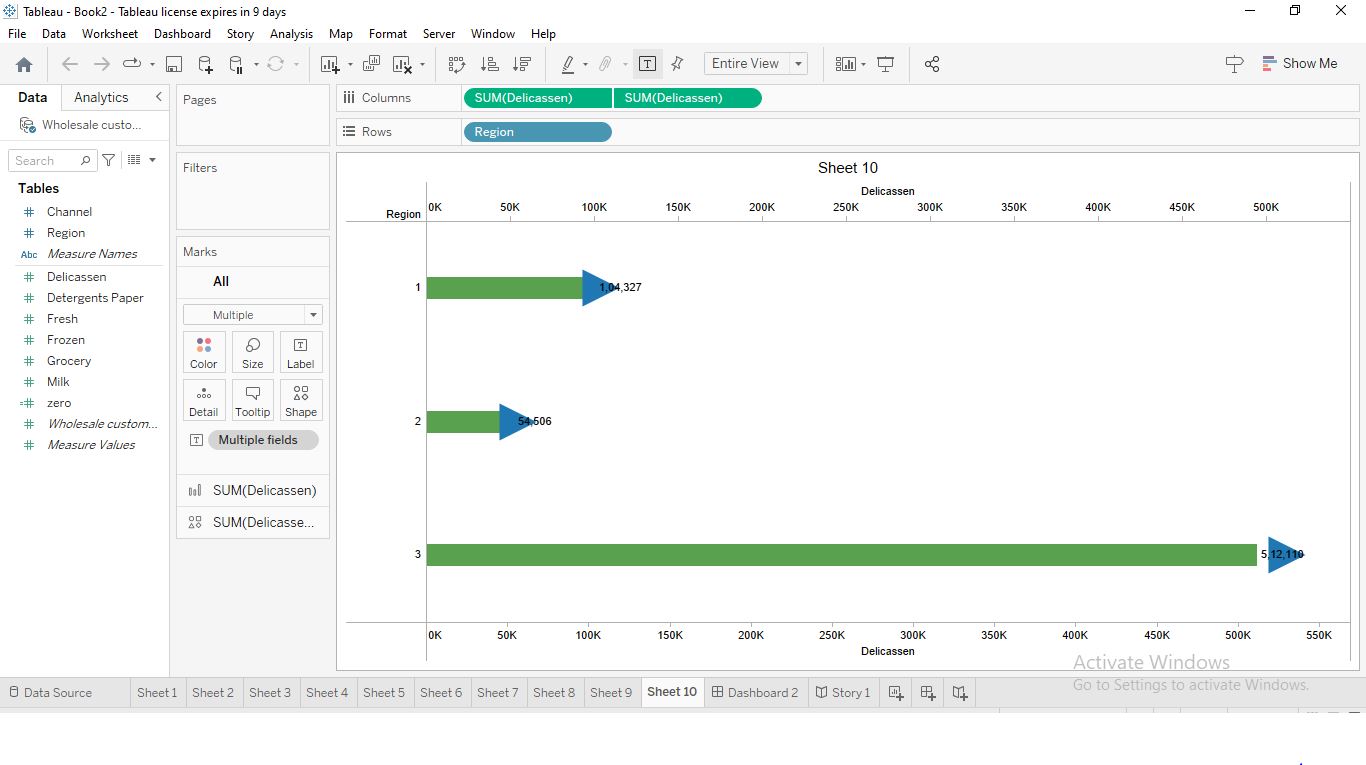 Tableau - Book2 - Tableau license expires in 9 days
File Data Worksheet Dashboard Story Analysis Map Format Server Window Help
Entire View
Show Me
Data Analytics
Wholesale custo...
Search
Tables
Channel
Region
Abc Measure Names
Delicassen
Detergents Paper
Fresh
Frozen
Grocery
Milk
zero
Wholesale custom...
Measure Values
Pages
Filters
Marks
All
Multiple
Color Size Label
Detail Tooltip Shape
Multiple fields
SUM(Delicassen)
SUM(Delicasse...
Columns SUM(Delicassen) SUM(Delicassen)
Rows Region
Sheet 10
Delicassen
Region 0K 50K 100K 150K 200K 250K 300K 350K 400K 450K 500K
1 1,04,327
2 54,506
3 5,12,110
0K 50K 100K 150K 200K 250K 300K 350K 400K 450K 500K 550K
Delicassen
Activate Windows
Go to Settings to activate Windows.
Data Source Sheet 1 Sheet 2 Sheet 3 Sheet 4 Sheet 5 Sheet 6 Sheet 7 Sheet 8 Sheet 9 Sheet 10 Dashboard 2 Story 1